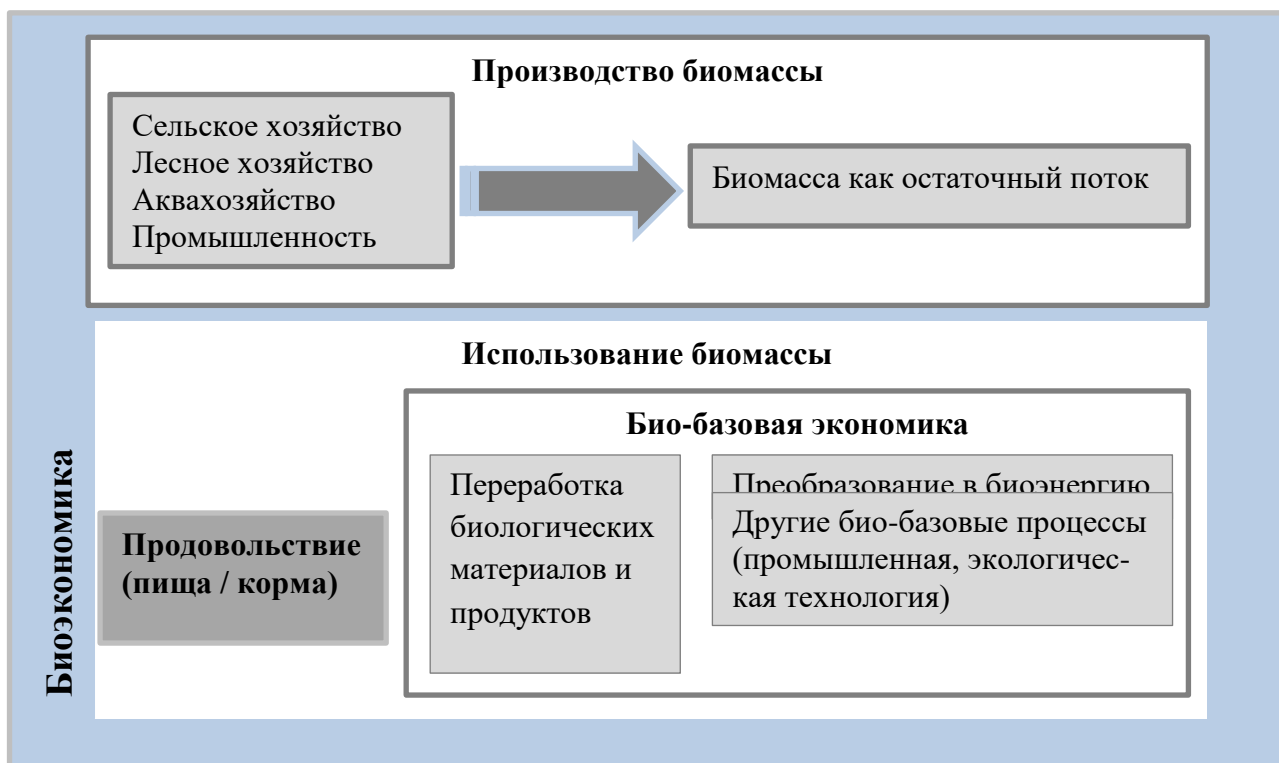 Производство биомассы
Сельское хозяйство
Лесное хозяйство
Аквахозяйство
Промышленность
Биомасса как остаточный поток
Использование биомассы
Био-базовая экономика
Переработка
биологических
материалов и
продуктов
Преобразование в биоэнергию
Другие био-базовые процессы
(промышленная, экологичес-
кая технология)
Продовольствие
(пища / корма)
Биоэкономика